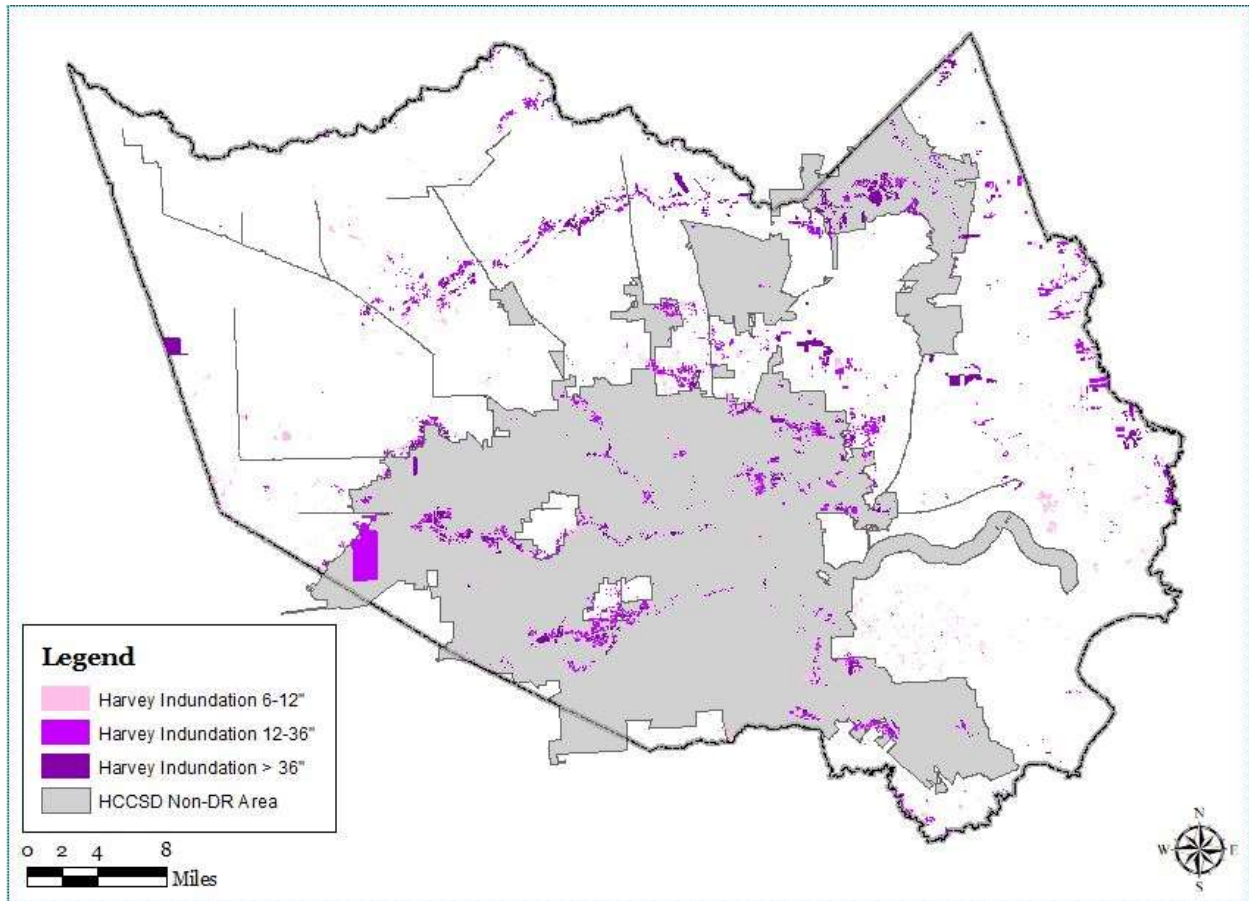 Legend
Harvey Indundation 6-12"
Harvey Indundation 12-36"
Harvey Indundation > 36"
HCCSD Non-DR Area
0 2 4 8
Miles
N
W E
S